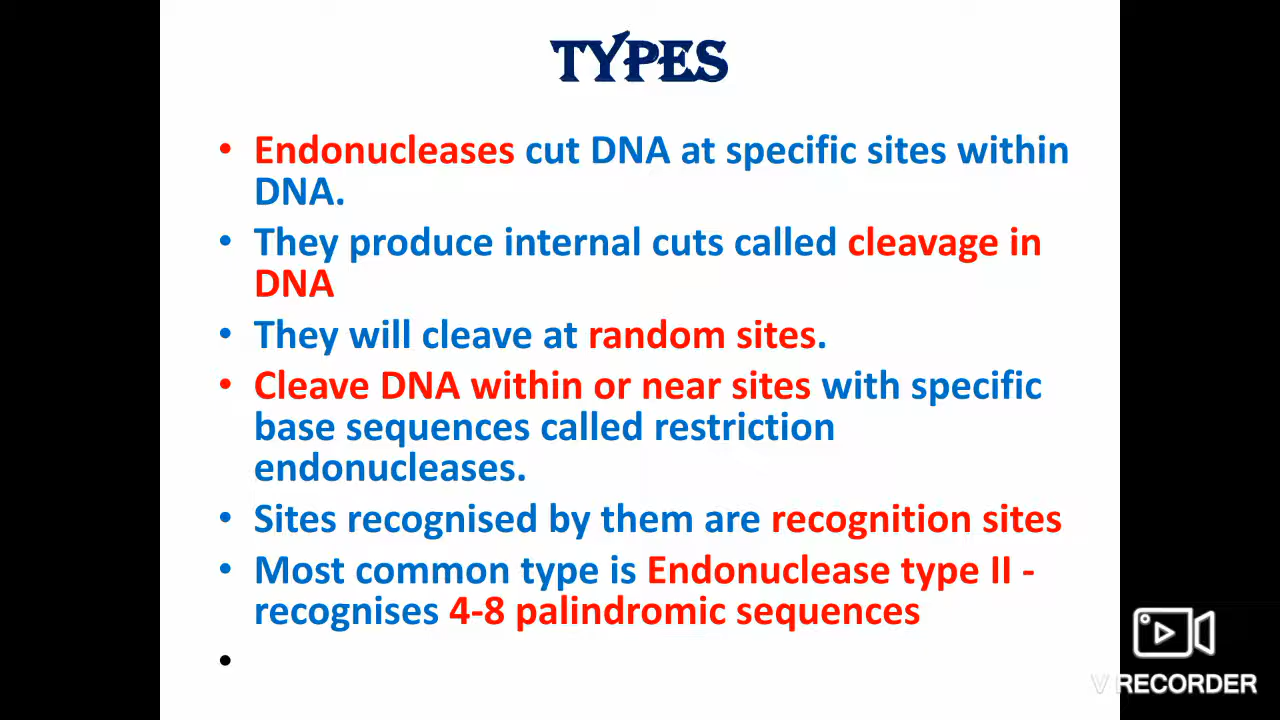 TYPES
• Endonucleases cut DNA at specific sites within
DNA.
• They produce internal cuts called cleavage in
DNA
• They will cleave at random sites.
• Cleave DNA within or near sites with specific
base sequences called restriction
endonucleases.
• Sites recognised by them are recognition sites
• Most common type is Endonuclease type II -
recognises 4-8 palindromic sequences
•
V RECORDER